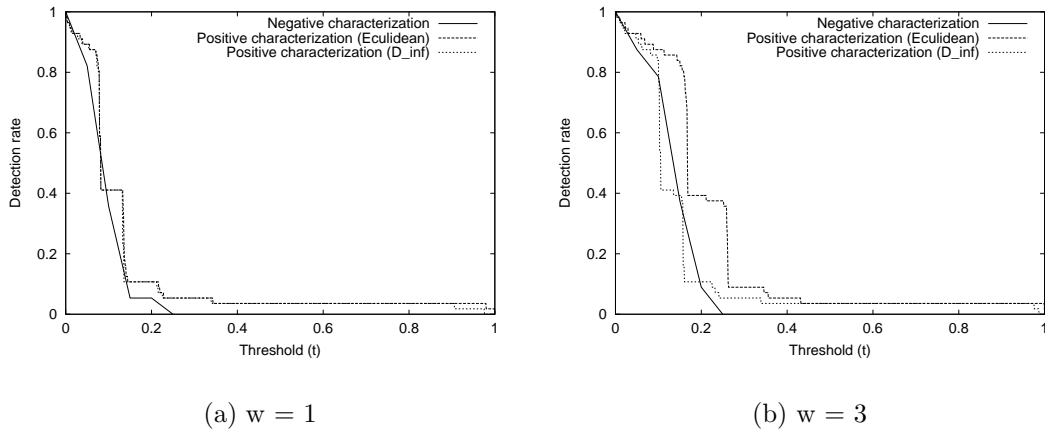 1
0.8
0.6
0.4
0.2
0
0 0.2 0.4 0.6 0.8 1
Detection rate
Threshold (t)
Negative characterization
Positive characterization (Eculidean)
Positive characterization (D_inf)
(a) w = 1
1
0.8
0.6
0.4
0.2
0
0 0.2 0.4 0.6 0.8 1
Detection rate
Threshold (t)
Negative characterization
Positive characterization (Eculidean)
Positive characterization (D_inf)
(b) w = 3